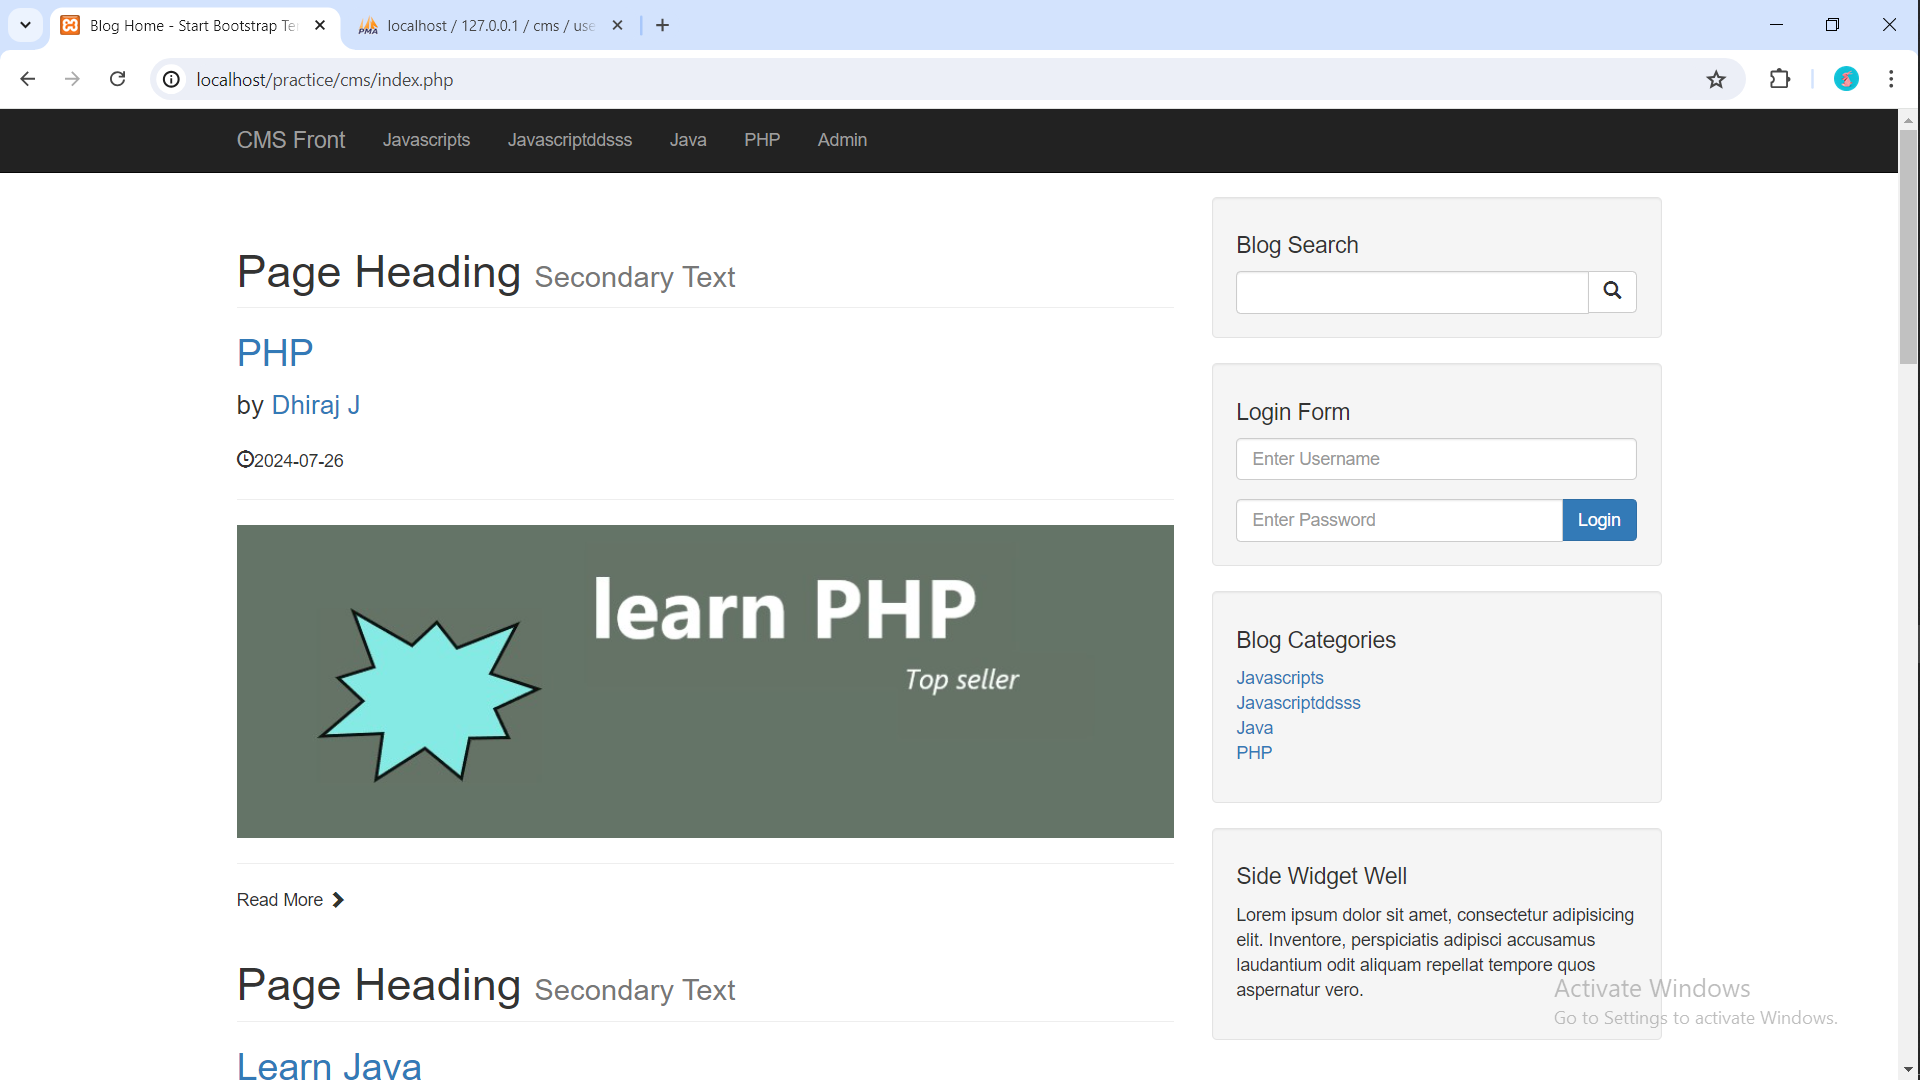 Blog Home - Start Bootstrap Te
PMA localhost / 127.0.0.1 / cms / use
localhost/practice/cms/index.php
CMS Front Javascripts Javascriptddsss Java PHP Admin
Page Heading Secondary Text
PHP
by Dhiraj J
2024-07-26
learn PHP
Top seller
Read More
Page Heading Secondary Text
Learn Java
Blog Search
Login Form
Enter Username
Enter Password Login
Blog Categories
Javascripts
Javascriptddsss
Java
PHP
Side Widget Well
Lorem ipsum dolor sit amet, consectetur adipisicing
elit. Inventore, perspiciatis adipisci accusamus
laudantium odit aliquam repellat tempore quos
aspernatur vero.
Activate Windows
Go to Settings to activate Windows.